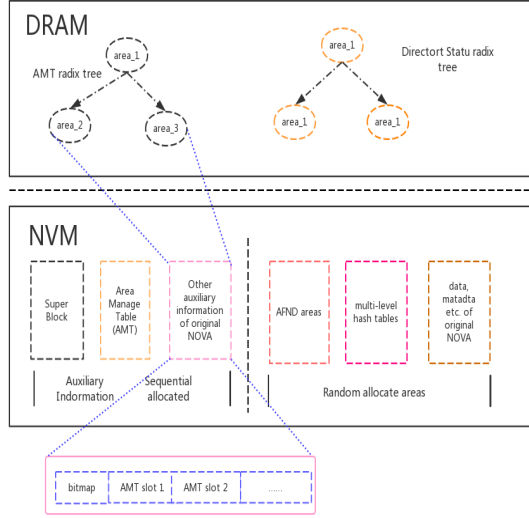 DRAM
area_1
AMT radix tree
area_2
area_3
area_1
Directort Statu radix
tree
area_1
area_1
NVM
Super
Block
Area
Manage
Table
(AMT)
Other
auxiliary
information
of original
NOVA
AFND areas
multi-level
hash tables
data,
matadta
etc. of
original
NOVA
Auxiliary
Indormation
Sequential
allocated
Random allocate areas
bitmap
AMT slot 1
AMT slot 2
......